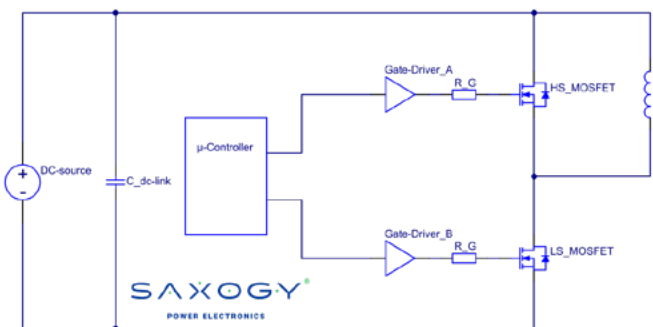 Gate-Driver_A
R_G
HS_MOSFET
µ-Controller
DC-source
+
-
C_dc-link
Gate-Driver_B
R_G
LS_MOSFET
SAXOGY®
POWER ELECTRONICS